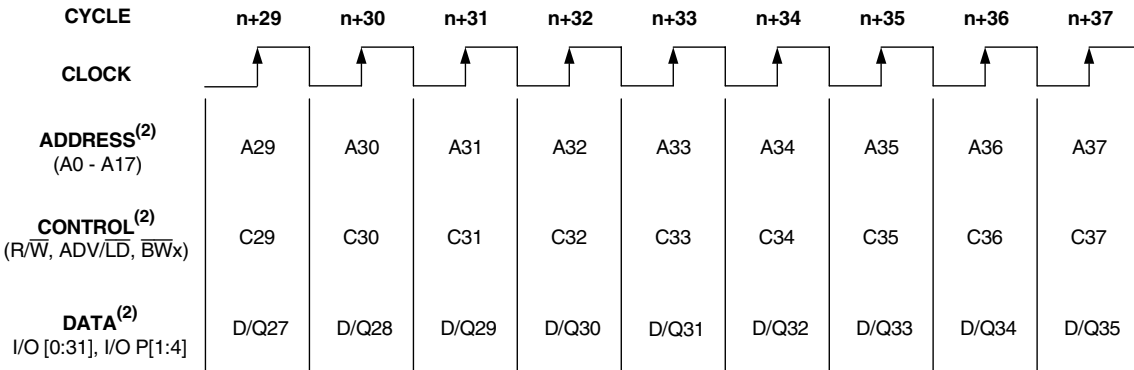 CYCLE n+29 n+30 n+31 n+32 n+33 n+34 n+35 n+36 n+37
CLOCK
ADDRESS(2)
(A0 - A17) A29 A30 A31 A32 A33 A34 A35 A36 A37
CONTROL(2)
(R/W̅, ADV/L̅D̅, B̅W̅x) C29 C30 C31 C32 C33 C34 C35 C36 C37
DATA(2)
I/O [0:31], I/O P[1:4] D/Q27 D/Q28 D/Q29 D/Q30 D/Q31 D/Q32 D/Q33 D/Q34 D/Q35